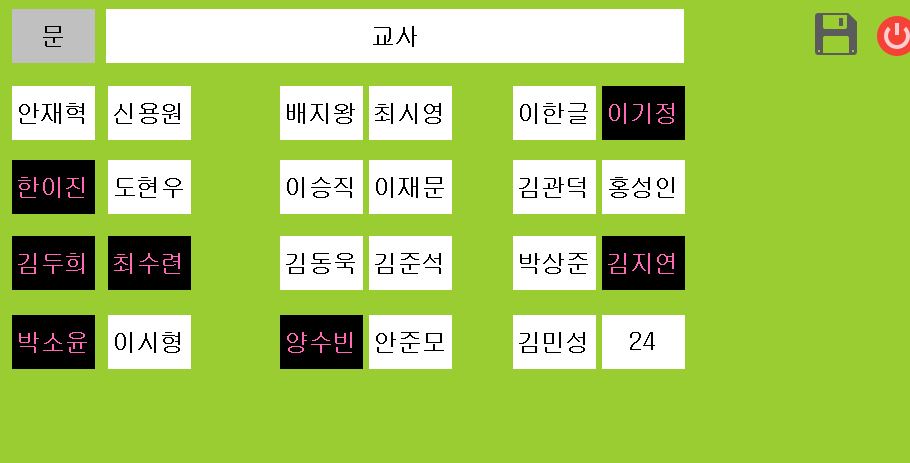 문 교사
안재혁 신용원 배지왕 최시영 이한글 이기정
한이진 도현우 이승직 이재문 김관덕 홍성인
김두희 최수련 김동욱 김준석 박상준 김지연
박소윤 이시형 양수빈 안준모 김민성 24